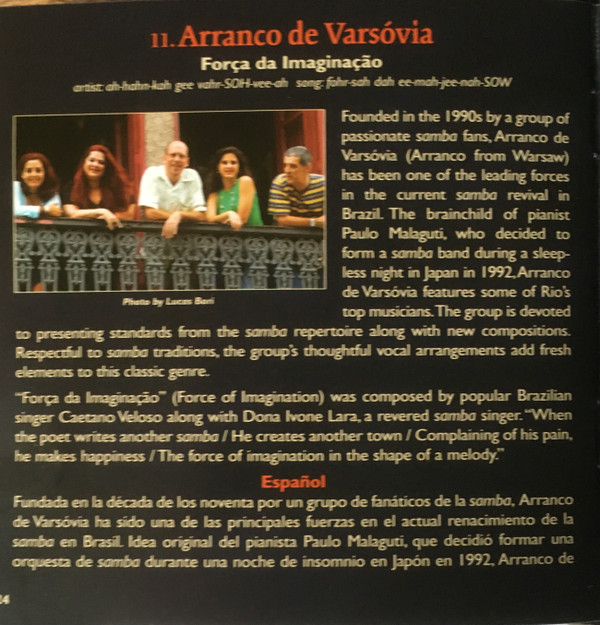 11. Arranco de Varsóvia
Força da Imaginação
artist: ah-hahn-koh gee vahr-SOH-vee-ah song: fohr-sah dah ee-mah-jee-nah-SOW
Founded in the 1990s by a group of
passionate samba fans, Arranco de
Varsóvia (Arranco from Warsaw)
has been one of the leading forces
in the current samba revival in
Brazil. The brainchild of pianist
Paulo Malaguti, who decided to
form a samba band during a sleep-
less night in Japan in 1992, Arranco
de Varsóvia features some of Rio's
top musicians. The group is devoted
Photo by Lucas Bori
to presenting standards from the samba repertoire along with new compositions.
Respectful to samba traditions, the group's thoughtful vocal arrangements add fresh
elements to this classic genre.
"Força da Imaginação" (Force of Imagination) was composed by popular Brazilian
singer Caetano Veloso along with Dona Ivone Lara, a revered samba singer. "When
the poet writes another samba / He creates another town / Complaining of his pain,
he makes happiness / The force of imagination in the shape of a melody."
Español
Fundada en la década de los noventa por un grupo de fanáticos de la samba, Arranco
de Varsóvia ha sido una de las principales fuerzas en el actual renacimiento de la
samba en Brasil. Idea original del pianista Paulo Malaguti, que decidió formar una
orquesta de samba durante una noche de insomnio en Japón en 1992, Arranco de